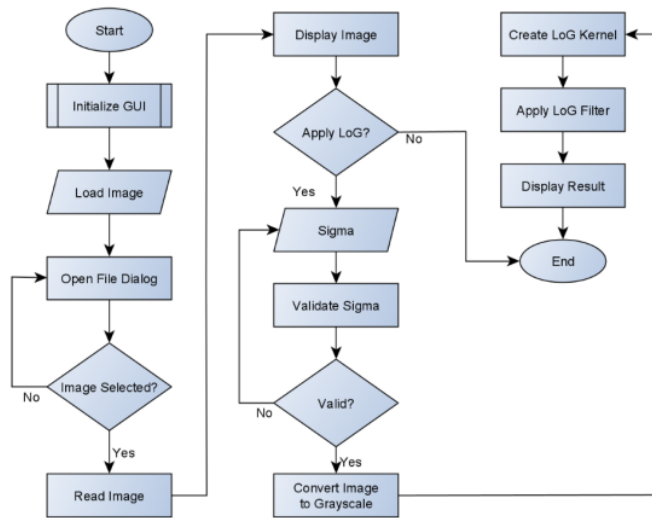 Start
Initialize GUI
Load Image
Open File Dialog
Image Selected?
No
Yes
Read Image
Display Image
Apply LoG?
No
Yes
Sigma
Validate Sigma
Valid?
No
Yes
Convert Image
to Grayscale
Create LoG Kernel
Apply LoG Filter
Display Result
End